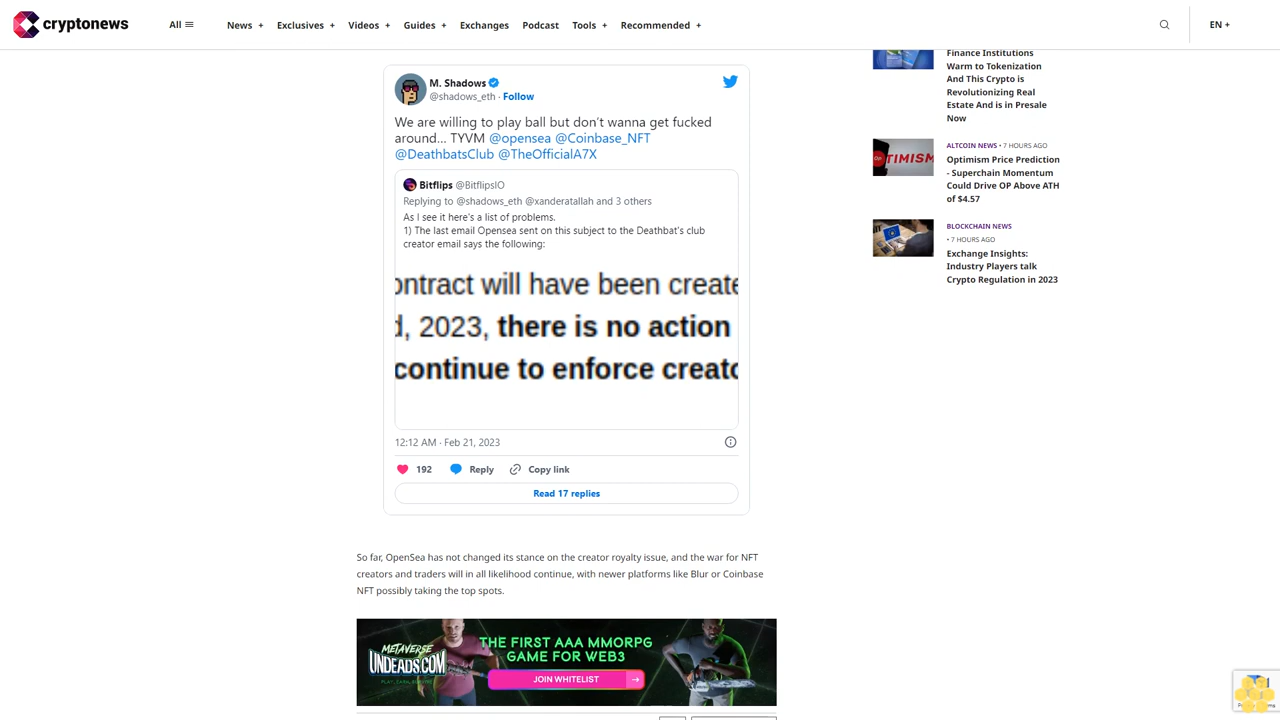 cryptonews
All
News +
Exclusives +
Videos +
Guides +
Exchanges
Podcast
Tools +
Recommended +
EN +
M. Shadows
@shadows_eth · Follow
We are willing to play ball but don't wanna get fucked
around... TYVM @opensea @Coinbase_NFT
@DeathbatsClub @TheOfficialA7X
Bitflips @BitflipsIO
Replying to @shadows_eth @xanderatallah and 3 others
As I see it here's a list of problems.
1) The last email Opensea sent on this subject to the Deathbat's club
creator email says the following:
ontract will have been create
d, 2023, there is no action
continue to enforce creato
12:12 AM · Feb 21, 2023
192
Reply
Copy link
Read 17 replies
So far, OpenSea has not changed its stance on the creator royalty issue, and the war for NFT
creators and traders will in all likelihood continue, with newer platforms like Blur or Coinbase
NFT possibly taking the top spots.
METAVERSE
UNDEADS.COM
THE FIRST AAA MMORPG
GAME FOR WEB3
JOIN WHITELIST
Finance Institutions
Warm to Tokenization
And This Crypto is
Revolutionizing Real
Estate And is in Presale
Now
Op
TIMISM
ALTCOIN NEWS • 7 HOURS AGO
Optimism Price Prediction
- Superchain Momentum
Could Drive OP Above ATH
of $4.57
BLOCKCHAIN NEWS
• 7 HOURS AGO
Exchange Insights:
Industry Players talk
Crypto Regulation in 2023